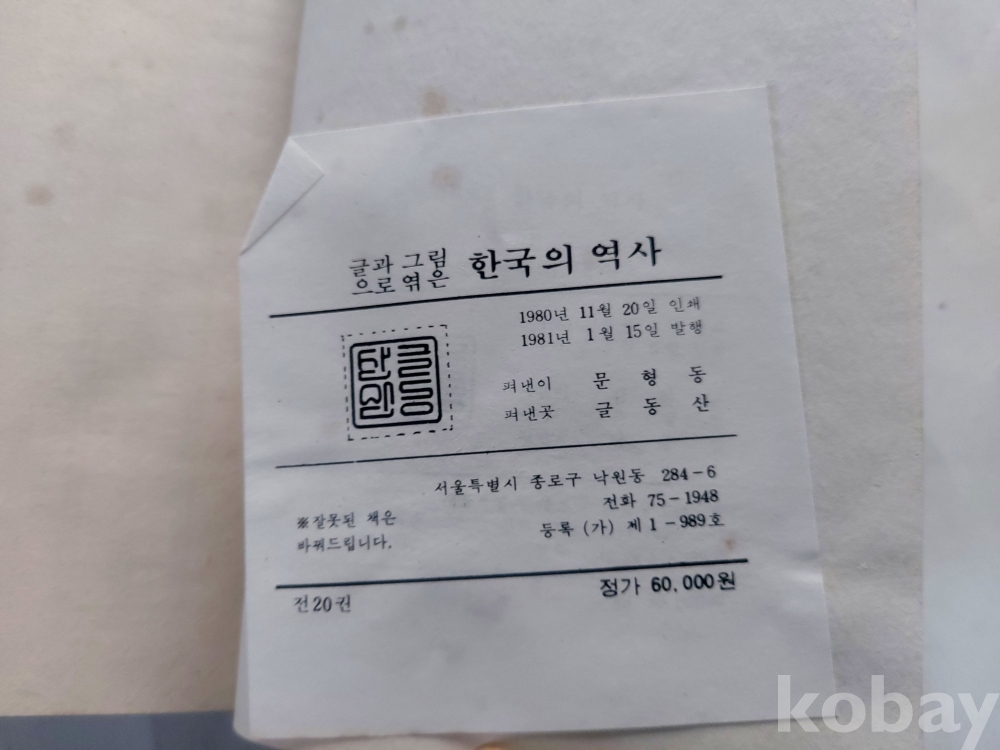 글과 그림
으로 엮은 한국의 역사
1980년 11월 20일 인쇄
1981년 1월 15일 발행
펴낸이 문형동
펴낸곳 글동산
서울특별시 종로구 낙원동 284-6
전화 75-1948
※잘못된 책은
바꿔드립니다.
등록 (가) 제1-989호
정가 60,000원
전20권
kobay